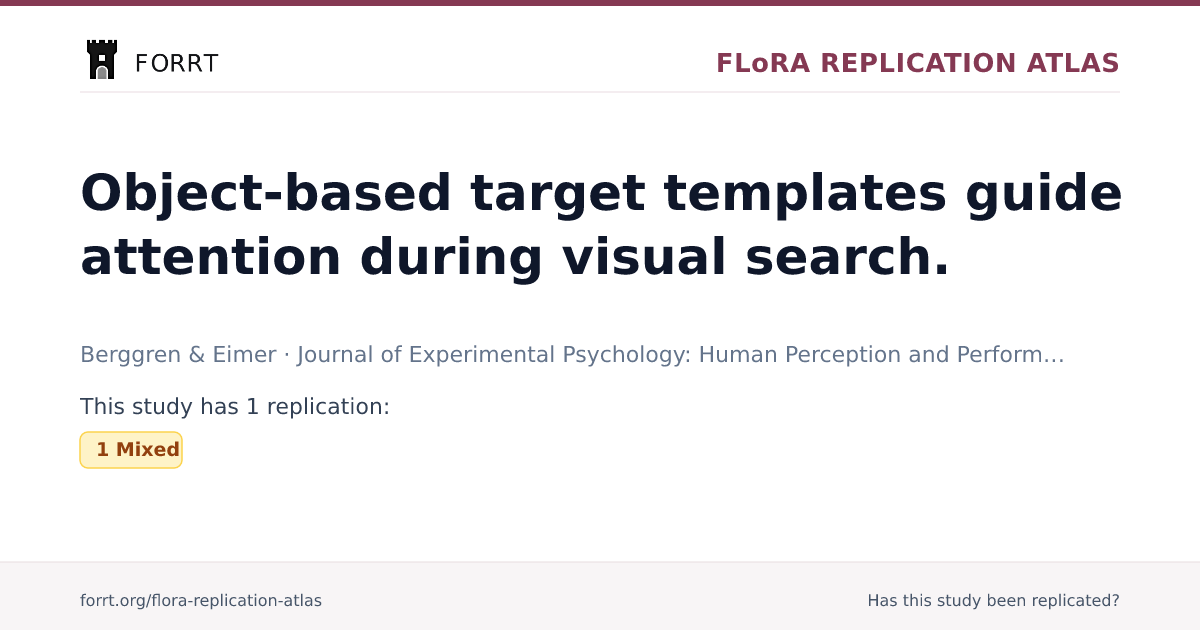 FORRT
FLoRA REPLICATION ATLAS
Object-based target templates guide
attention during visual search.
Berggren & Eimer · Journal of Experimental Psychology: Human Perception and Perform…
This study has 1 replication:
1 Mixed
forrt.org/flora-replication-atlas
Has this study been replicated?